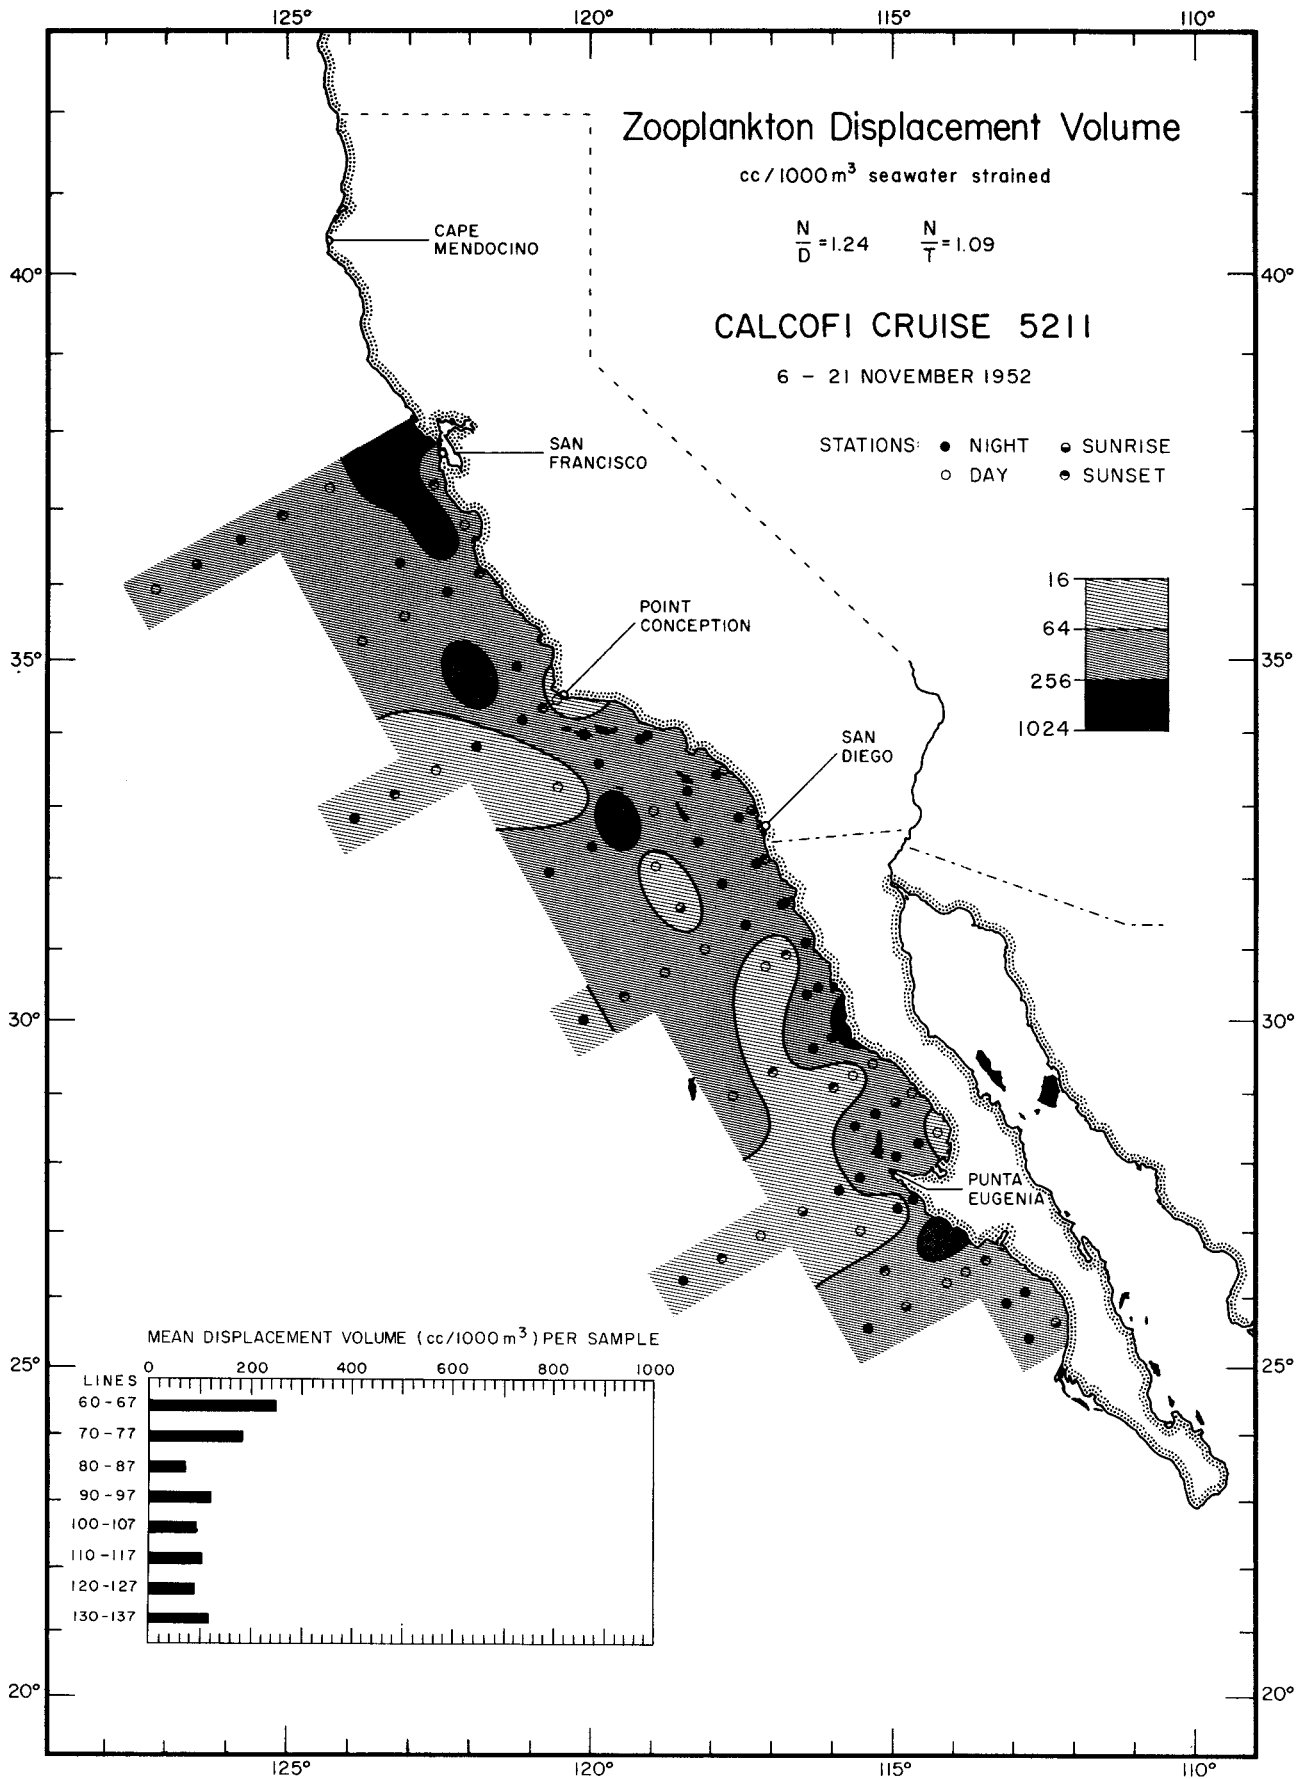 125° 120° 115° 110°
Zooplankton Displacement Volume
cc/1000 m³ seawater strained
N/D = 1.24 N/T = 1.09
CALCOFI CRUISE 5211
6 – 21 NOVEMBER 1952
STATIONS: ● NIGHT SUNRISE
○ DAY SUNSET
CAPE
MENDOCINO
40° 40°
SAN
FRANCISCO
16
64
256
1024
POINT
CONCEPTION
35° 35°
SAN
DIEGO
30° 30°
PUNTA
EUGENIA
25° 25°
MEAN DISPLACEMENT VOLUME (cc/1000 m³) PER SAMPLE
0 200 400 600 800 1000
LINES
60-67
70-77
80-87
90-97
100-107
110-117
120-127
130-137
20° 20°
125° 120° 115° 110°